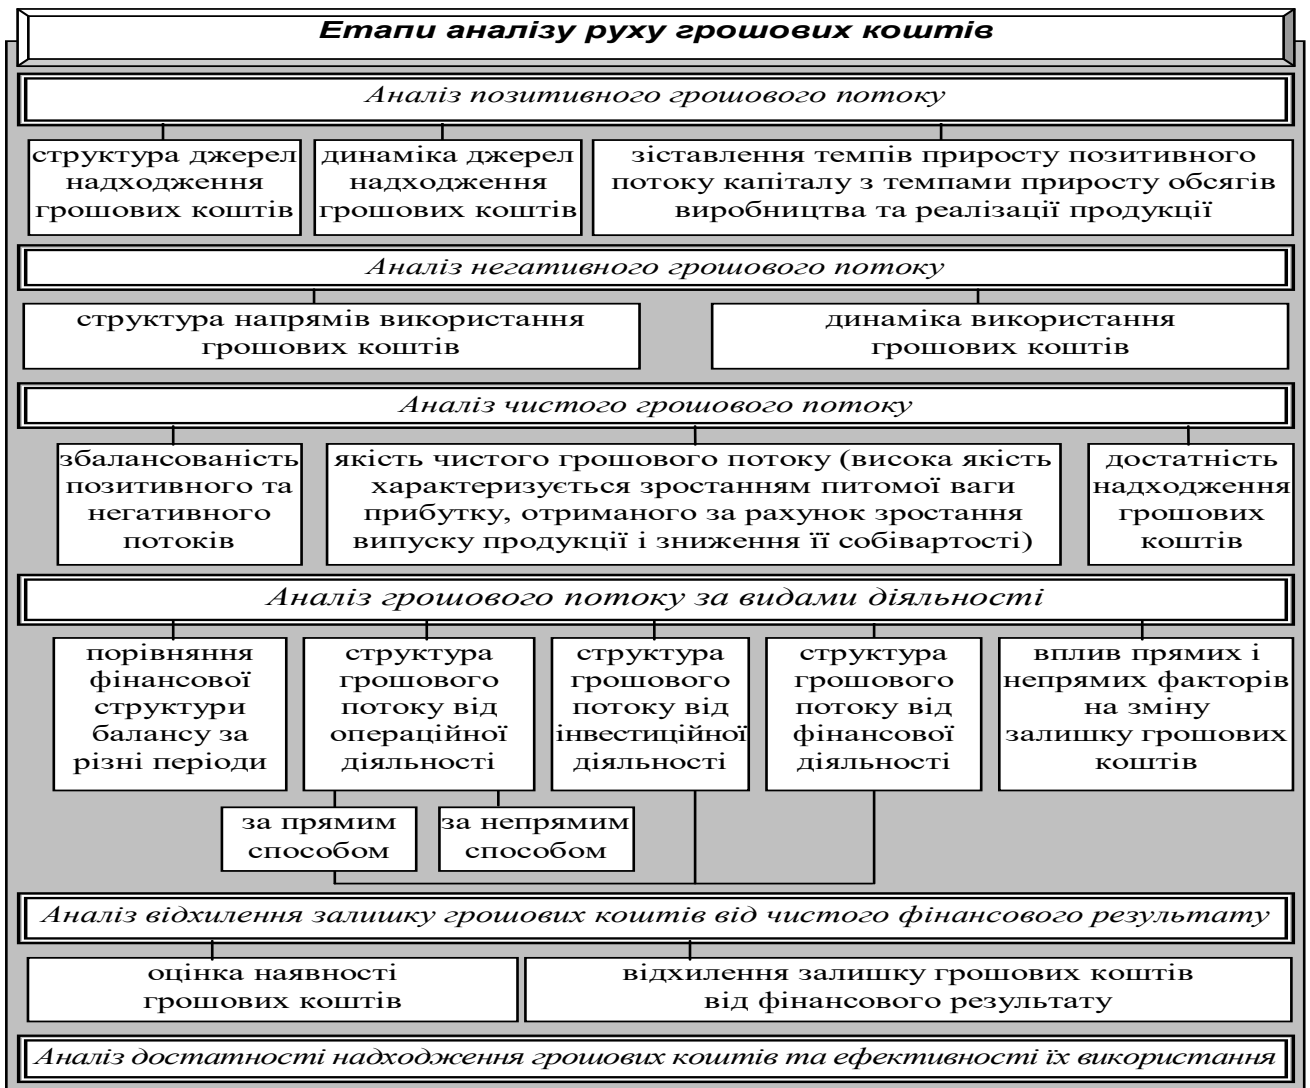 Етапи аналізу руху грошових коштів
Аналіз позитивного грошового потоку
структура джерел
надходження
грошових коштів
динаміка джерел
надходження
грошових коштів
зіставлення темпів приросту позитивного
потоку капіталу з темпами приросту обсягів
виробництва та реалізації продукції
Аналіз негативного грошового потоку
структура напрямів використання
грошових коштів
динаміка використання
грошових коштів
Аналіз чистого грошового потоку
збалансованість
позитивного та
негативного
потоків
якість чистого грошового потоку (висока якість
характеризується зростанням питомої ваги
прибутку, отриманого за рахунок зростання
випуску продукції і зниження її собівартості)
достатність
надходження
грошових
коштів
Аналіз грошового потоку за видами діяльності
порівняння
фінансової
структури
балансу за
різні періоди
структура
грошового
потоку від
операційної
діяльності
структура
грошового
потоку від
інвестиційної
діяльності
структура
грошового
потоку від
фінансової
діяльності
вплив прямих і
непрямих факторів
на зміну
залишку грошових
коштів
за прямим
способом
за непрямим
способом
Аналіз відхилення залишку грошових коштів від чистого фінансового результату
оцінка наявності
грошових коштів
відхилення залишку грошових коштів
від фінансового результату
Аналіз достатності надходження грошових коштів та ефективності їх використання